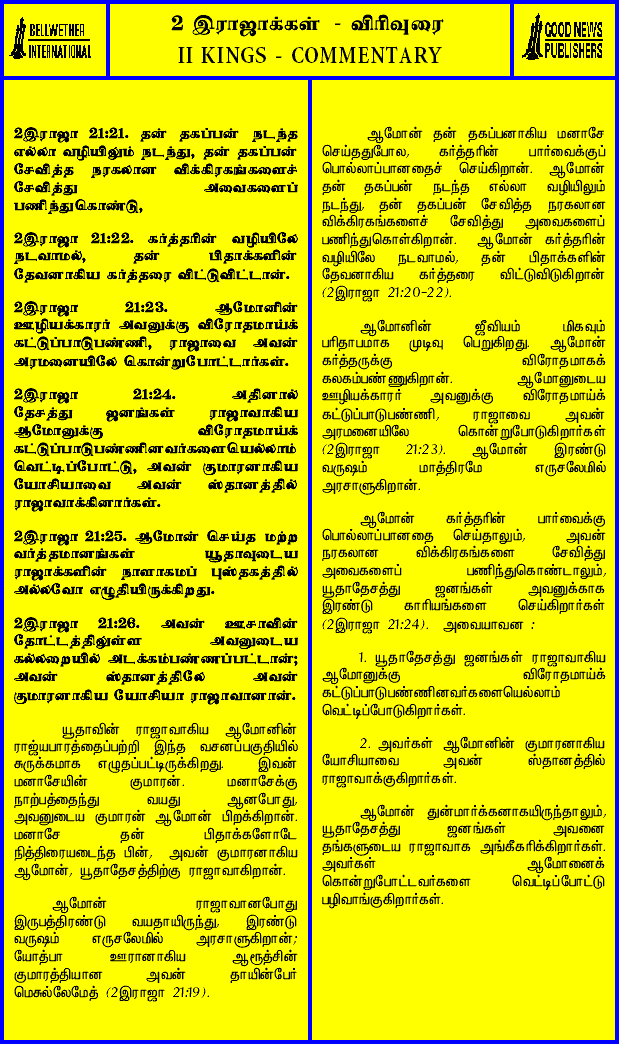 BELLWETHER
INTERNATIONAL
2 இராஜாக்கள் - விரிவுரை
II KINGS - COMMENTARY
GOOD NEWS
PUBLISHERS
2இராஜா 21:21. தன் தகப்பன் நடந்த
எல்லா வழியிலும் நடந்து, தன் தகப்பன்
சேவித்த நரகலான விக்கிரகங்களைச்
சேவித்து அவைகளைப்
பணிந்துகொண்டு,
2இராஜா 21:22. கர்த்தரின் வழியிலே
நடவாமல், தன் பிதாக்களின்
தேவனாகிய கர்த்தரை விட்டுவிட்டான்.
2இராஜா 21:23. ஆமோனின்
ஊழியக்காரர் அவனுக்கு விரோதமாய்க்
கட்டுப்பாடுபண்ணி, ராஜாவை அவன்
அரமனையிலே கொன்றுபோட்டார்கள்.
2இராஜா 21:24. அதினால்
தேசத்து ஜனங்கள் ராஜாவாகிய
ஆமோனுக்கு விரோதமாய்க்
கட்டுப்பாடுபண்ணினவர்களையெல்லாம்
வெட்டிப்போட்டு, அவன் குமாரனாகிய
யோசியாவை அவன் ஸ்தானத்தில்
ராஜாவாக்கினார்கள்.
2இராஜா 21:25. ஆமோன் செய்த மற்ற
வர்த்தமானங்கள் யூதாவுடைய
ராஜாக்களின் நாளாகமப் புஸ்தகத்தில்
அல்லவோ எழுதியிருக்கிறது.
2இராஜா 21:26. அவன் ஊசாவின்
தோட்டத்திலுள்ள அவனுடைய
கல்லறையில் அடக்கம்பண்ணப்பட்டான்;
அவன் ஸ்தானத்திலே அவன்
குமாரனாகிய யோசியா ராஜாவானான்.
யூதாவின் ராஜாவாகிய ஆமோனின்
ராஜ்யபாரத்தைப்பற்றி இந்த வசனப்பகுதியில்
சுருக்கமாக எழுதப்பட்டிருக்கிறது. இவன்
மனாசேயின் குமாரன். மனாசேக்கு
நாற்பத்தைந்து வயது ஆனபோது,
அவனுடைய குமாரன் ஆமோன் பிறக்கிறான்.
மனாசே தன் பிதாக்களோடே
நித்திரையடைந்த பின், அவன் குமாரனாகிய
ஆமோன், யூதாதேசத்திற்கு ராஜாவாகிறான்.
ஆமோன் ராஜாவானபோது
இருபத்திரண்டு வயதாயிருந்து, இரண்டு
வருஷம் எருசலேமில் அரசாளுகிறான்;
யோத்பா ஊரானாகிய ஆரூத்சின்
குமாரத்தியான அவன் தாயின்பேர்
மெசுல்லேமேத் (2இராஜா 21:19).
ஆமோன் தன் தகப்பனாகிய மனாசே
செய்ததுபோல, கர்த்தரின் பார்வைக்குப்
பொல்லாப்பானதைச் செய்கிறான். ஆமோன்
தன் தகப்பன் நடந்த எல்லா வழியிலும்
நடந்து, தன் தகப்பன் சேவித்த நரகலான
விக்கிரகங்களைச் சேவித்து அவைகளைப்
பணிந்துகொள்கிறான். ஆமோன் கர்த்தரின்
வழியிலே நடவாமல், தன் பிதாக்களின்
தேவனாகிய கர்த்தரை விட்டுவிடுகிறான்
(2இராஜா 21:20-22).
ஆமோனின் ஜீவியம் மிகவும்
பரிதாபமாக முடிவு பெறுகிறது. ஆமோன்
கர்த்தருக்கு விரோதமாகக்
கலகம்பண்ணுகிறான். ஆமோனுடைய
ஊழியக்காரர் அவனுக்கு விரோதமாய்க்
கட்டுப்பாடுபண்ணி, ராஜாவை அவன்
அரமனையிலே கொன்றுபோடுகிறார்கள்
(2இராஜா 21:23). ஆமோன் இரண்டு
வருஷம் மாத்திரமே எருசலேமில்
அரசாளுகிறான்.
ஆமோன் கர்த்தரின் பார்வைக்கு
பொல்லாப்பானதை செய்தாலும், அவன்
நரகலான விக்கிரகங்களை சேவித்து
அவைகளைப் பணிந்துகொண்டாலும்,
யூதாதேசத்து ஜனங்கள் அவனுக்காக
இரண்டு காரியங்களை செய்கிறார்கள்
(2இராஜா 21:24). அவையாவன :
1. யூதாதேசத்து ஜனங்கள் ராஜாவாகிய
ஆமோனுக்கு விரோதமாய்க்
கட்டுப்பாடுபண்ணினவர்களையெல்லாம்
வெட்டிப்போடுகிறார்கள்.
2. அவர்கள் ஆமோனின் குமாரனாகிய
யோசியாவை அவன் ஸ்தானத்தில்
ராஜாவாக்குகிறார்கள்.
ஆமோன் துன்மார்க்கனாகயிருந்தாலும்,
யூதாதேசத்து ஜனங்கள் அவனை
தங்களுடைய ராஜாவாக அங்கீகரிக்கிறார்கள்.
அவர்கள் ஆமோனைக்
கொன்றுபோட்டவர்களை வெட்டிப்போட்டு
பழிவாங்குகிறார்கள்.